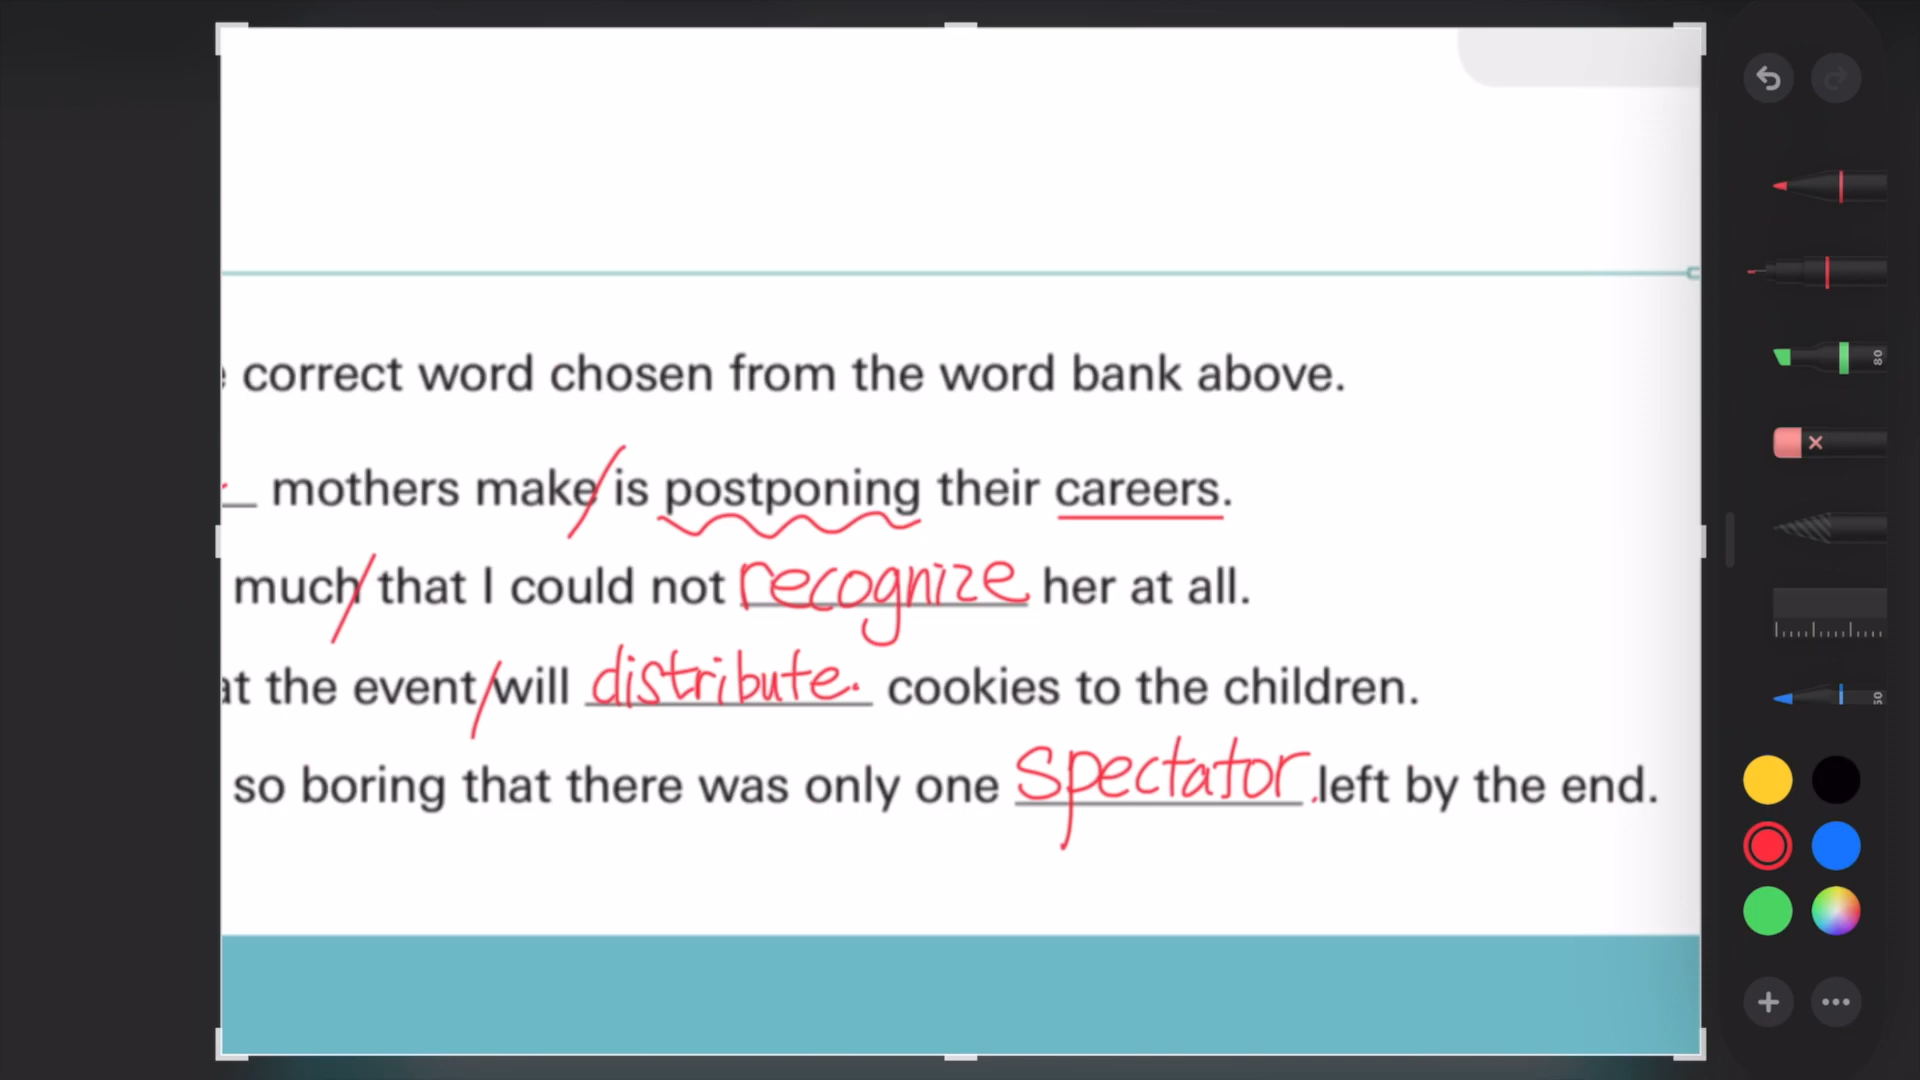 correct word chosen from the word bank above.
mothers make / is postponing their careers.
much / that I could not recognize her at all.
at the event / will distribute. cookies to the children.
so boring that there was only one spectator left by the end.
80
50